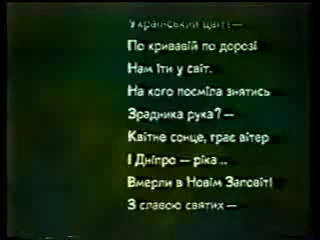 Український цвіт! —
По кривавій по дорозі
Нам іти у світ.
На кого посміла знятись
Зрадника рука? —
Квітне сонце, грає вітер
І Дніпро — ріка...
Вмерли в Новім Заповіті
З славою святих —